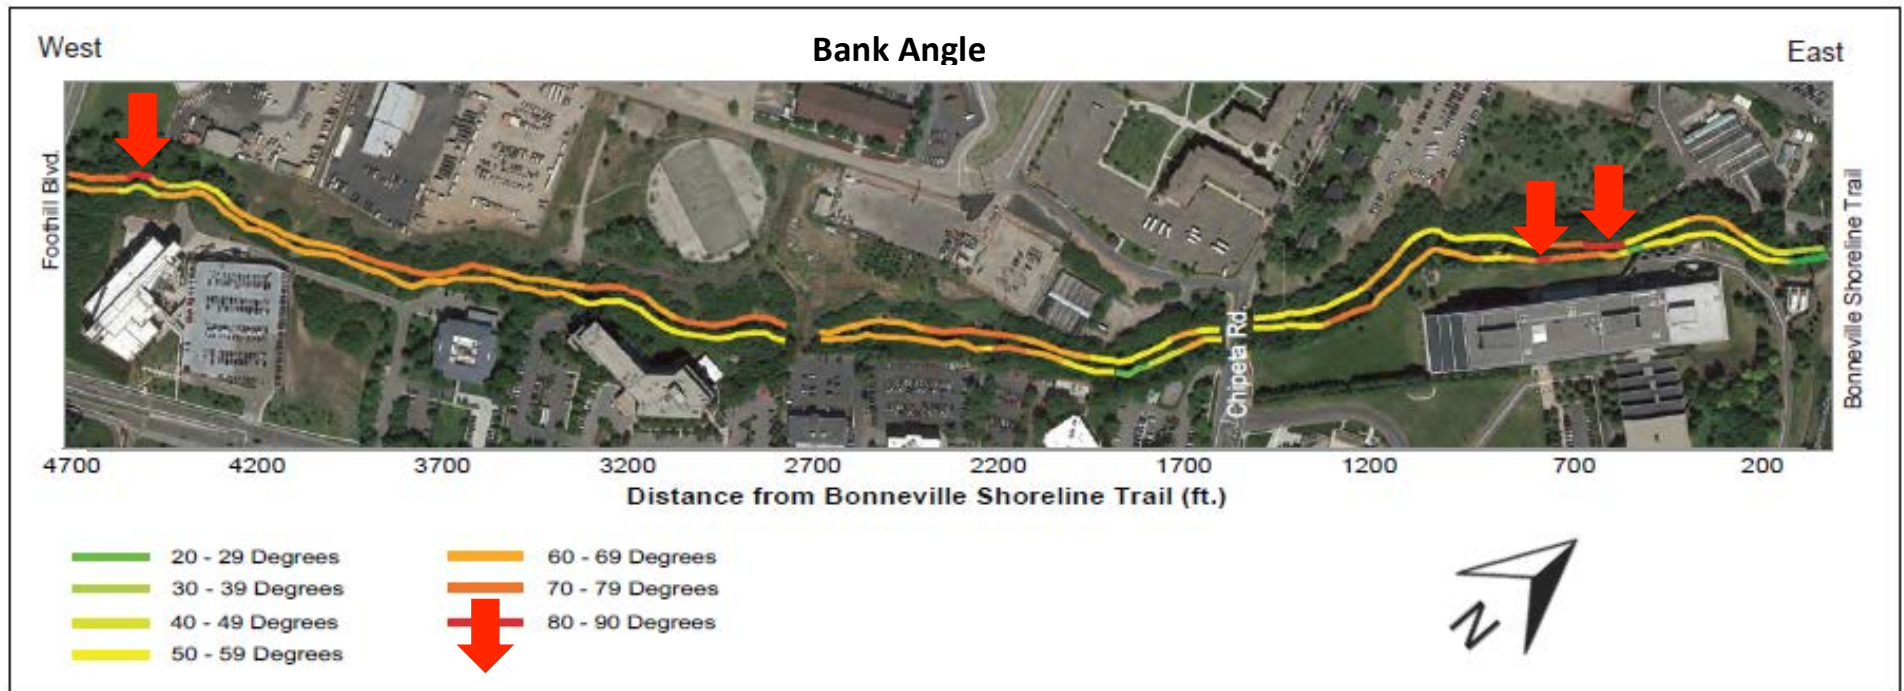 West
Bank Angle
East
Foothill Blvd.
Chipeta Rd.
Bonneville Shoreline Trail
4700 4200 3700 3200 2700 2200 1700 1200 700 200
Distance from Bonneville Shoreline Trail (ft.)
20 - 29 Degrees
30 - 39 Degrees
40 - 49 Degrees
50 - 59 Degrees
60 - 69 Degrees
70 - 79 Degrees
80 - 90 Degrees
N